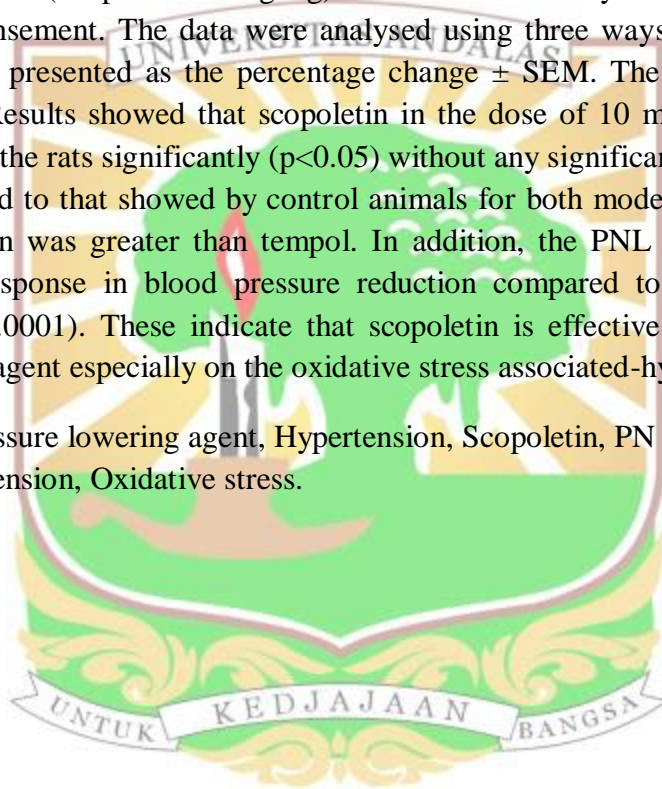 UNIVERSITAS ANDALAS
nsement. The data were analysed using three ways
presented as the percentage change ± SEM. The
Results showed that scopoletin in the dose of 10 m
the rats significantly (p<0.05) without any significan
d to that showed by control animals for both mode
n was greater than tempol. In addition, the PNL
sponse in blood pressure reduction compared to
.0001). These indicate that scopoletin is effective
agent especially on the oxidative stress associated-hy
ssure lowering agent, Hypertension, Scopoletin, PN
ension, Oxidative stress.
UNTUK KEDJAJAAN BANGSA